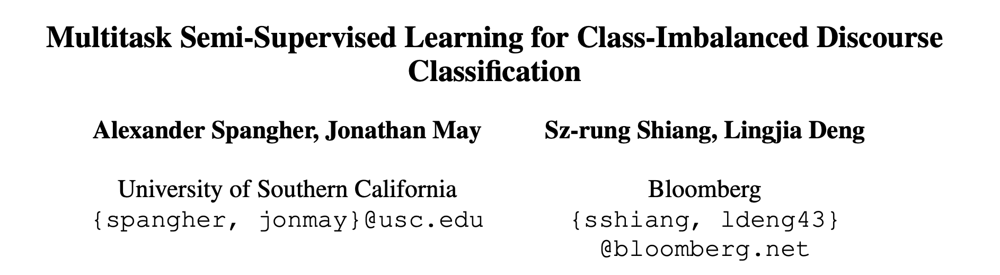 Multitask Semi-Supervised Learning for Class-Imbalanced Discourse
Classification
Alexander Spangher, Jonathan May
University of Southern California
{spangher, jonmay}@usc.edu
Sz-rung Shiang, Lingjia Deng
Bloomberg
{sshiang, ldeng43}
@bloomberg.net